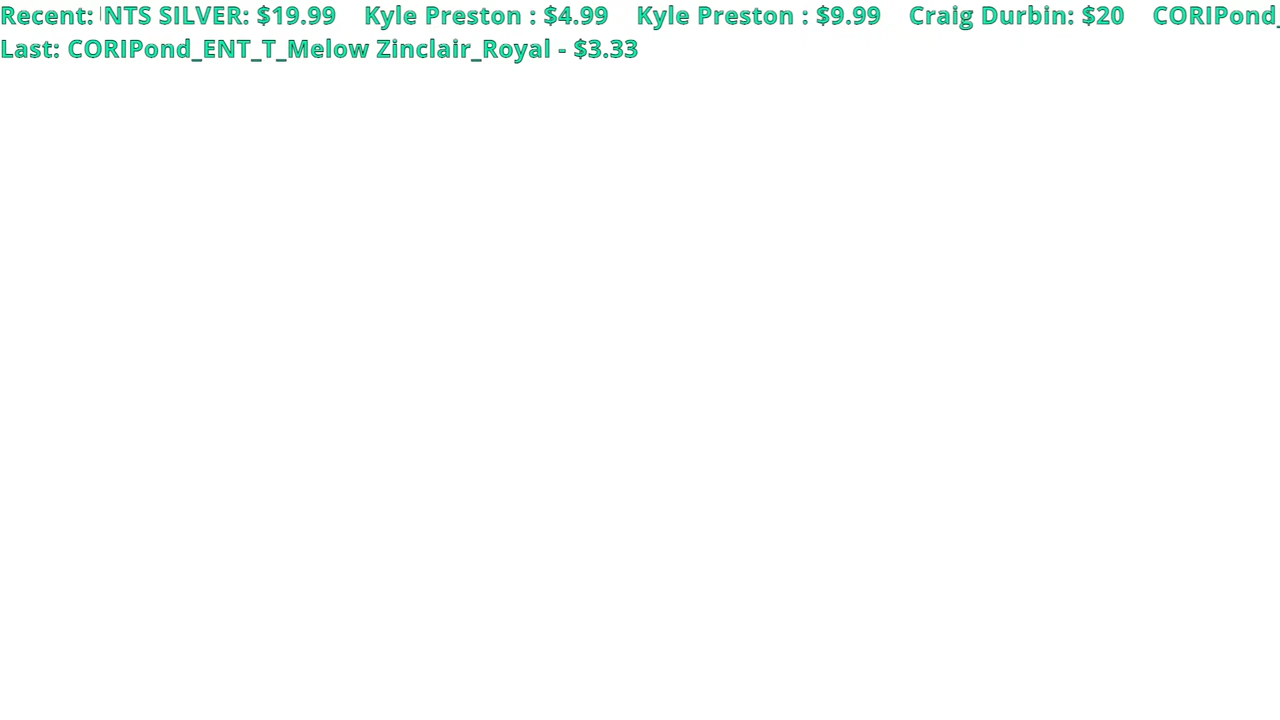 Recent: NTS SILVER: $19.99 Kyle Preston : $4.99 Kyle Preston : $9.99 Craig Durbin: $20 CORIPond_
Last: CORIPond_ENT_T_Melow Zinclair_Royal - $3.33